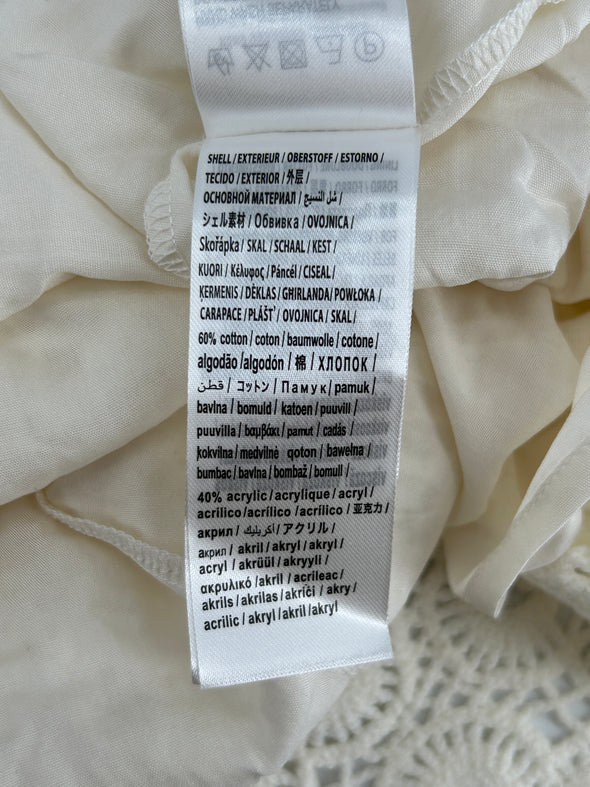 SHELL / EXTERIEUR / OBERSTOFF / ESTORNO /
TECIDO / EXTERIOR / 外层 /
ОСНОВНОЙ МАТЕРИАЛ /
シェル素材 / Обвивка / OVOJNICA /
Skořápka / SKAL / SCHAAL / KEST /
KUORI / Κέλυφος / Páncél / CISEAL /
ĶERMENIS / DĖKLAS / GHIRLANDA / POWŁOKA /
CARAPACE / PLÁŠŤ / OVOJNICA / SKAL /
60% cotton / coton / baumwolle / cotone /
algodão / algodón / 棉 / ХЛОПОК /
قطن / コットン / Памук / pamuk /
bavlna / bomuld / katoen / puuvill /
puuvilla / βαμβάκι / pamut / cadás /
kokvilna / medvilnė qoton / bawełna /
bumbac / bavlna / bombaž / bomull /
40% acrylic / acrylique / acryl /
acrilico / acrílico / acrílico / 亚克力 /
акрил / أكريليك / アクリル /
акрил / akril / akryl / akryl /
acryl / akrüül / akryyli /
ακρυλικό / akril / acrileac /
akrils / akrilas / akriċi / akry /
acrilic / akryl / akril / akryl